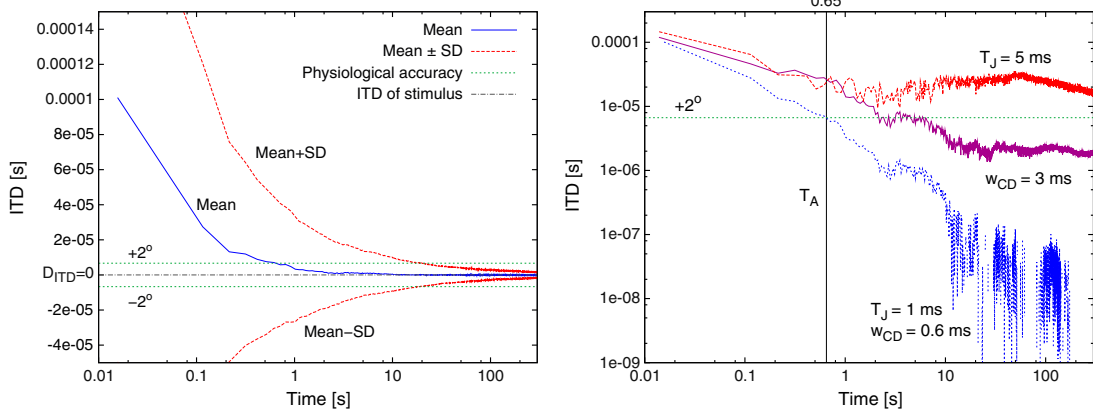 0.00014
0.00012
0.0001
8e-05
6e-05
4e-05
2e-05
D_ITD=0
-2e-05
-4e-05
ITD [s]
Mean
Mean ± SD
Physiological accuracy
ITD of stimulus
Mean+SD
Mean
+2°
−2°
Mean−SD
0.01 0.1 1 10 100
Time [s]
0.65
0.0001
1e-05
1e-06
1e-07
1e-08
1e-09
ITD [s]
T_J = 5 ms
+2°
T_A
w_CD = 3 ms
T_J = 1 ms
w_CD = 0.6 ms
0.01 0.1 1 10 100
Time [s]